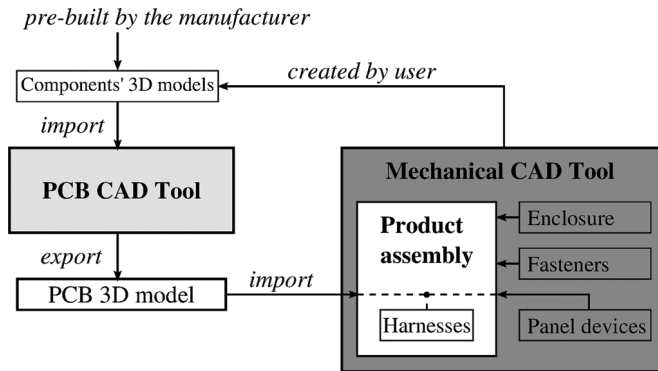 pre-built by the manufacturer
created by user
Components' 3D models
import
PCB CAD Tool
Mechanical CAD Tool
Product
assembly
Enclosure
Fasteners
export
import
PCB 3D model
Harnesses
Panel devices